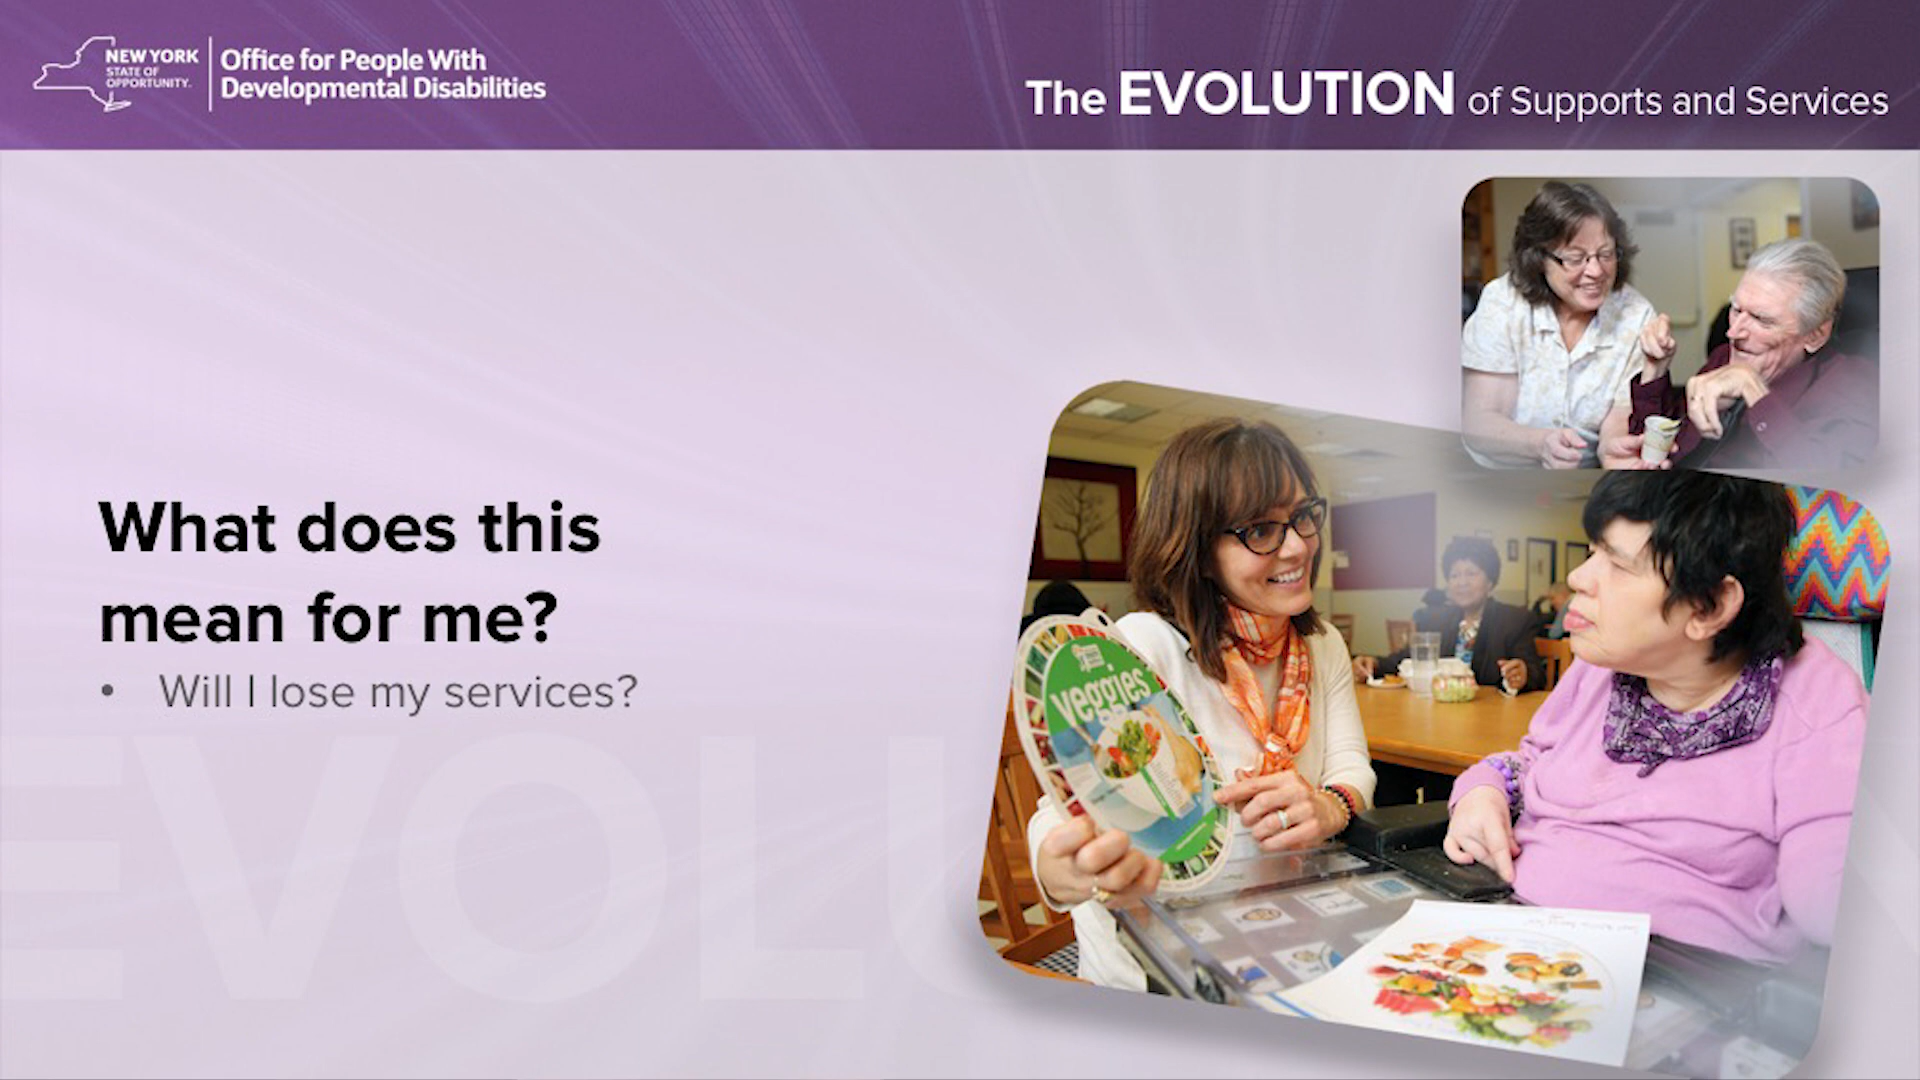 NEW YORK
STATE OF
OPPORTUNITY.
Office for People With
Developmental Disabilities
The EVOLUTION of Supports and Services
What does this
mean for me?
• Will I lose my services?
veggies
EVOLU